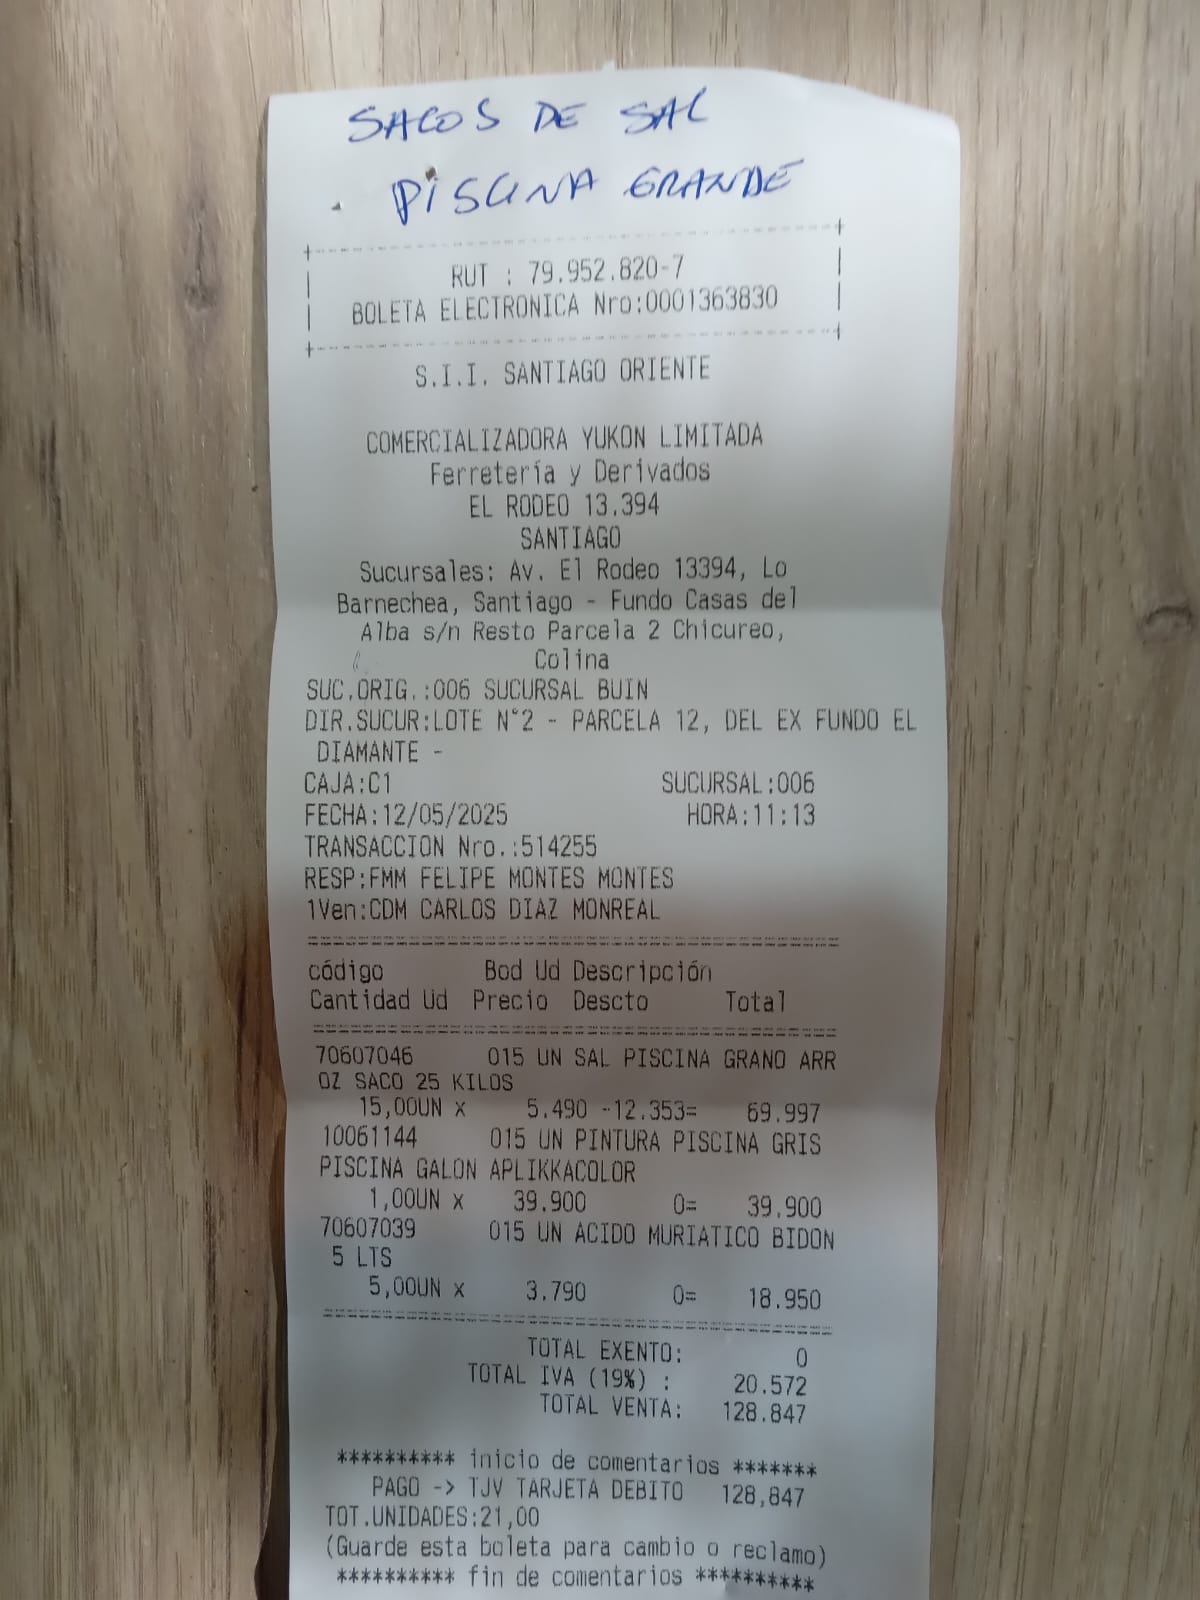 SACOS DE SAL
PISCINA GRANDE
RUT : 79.952.820-7
BOLETA ELECTRONICA Nro:0001363830
S.I.I. SANTIAGO ORIENTE
COMERCIALIZADORA YUKON LIMITADA
Ferretería y Derivados
EL RODEO 13.394
SANTIAGO
Sucursales: Av. El Rodeo 13394, Lo
Barnechea, Santiago - Fundo Casas del
Alba s/n Resto Parcela 2 Chicureo,
Colina
SUC.ORIG.:006 SUCURSAL BUIN
DIR.SUCUR:LOTE N°2 - PARCELA 12, DEL EX FUNDO EL
DIAMANTE -
CAJA:C1 SUCURSAL:006
FECHA:12/05/2025 HORA:11:13
TRANSACCION Nro.:514255
RESP:FMM FELIPE MONTES MONTES
1Ven:CDM CARLOS DIAZ MONREAL
código Bod Ud Descripción
Cantidad Ud Precio Descto Total
70607046 015 UN SAL PISCINA GRANO ARR
OZ SACO 25 KILOS
15,00UN x 5.490 -12.353= 69.997
10061144 015 UN PINTURA PISCINA GRIS
PISCINA GALON APLIKKACOLOR
1,00UN x 39.900 0= 39.900
70607039 015 UN ACIDO MURIATICO BIDON
5 LTS
5,00UN x 3.790 0= 18.950
TOTAL EXENTO: 0
TOTAL IVA (19%) : 20.572
TOTAL VENTA: 128.847
********** inicio de comentarios *******
PAGO -> TJV TARJETA DEBITO 128,847
TOT.UNIDADES:21,00
(Guarde esta boleta para cambio o reclamo)
********** fin de comentarios **********